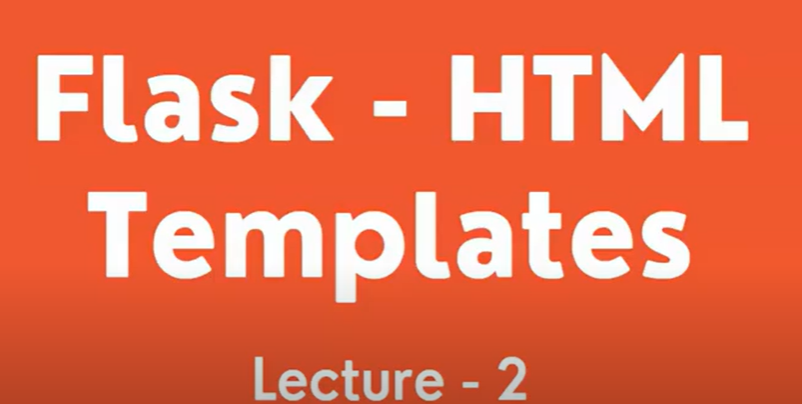 Flask - HTML
Templates
Lecture - 2